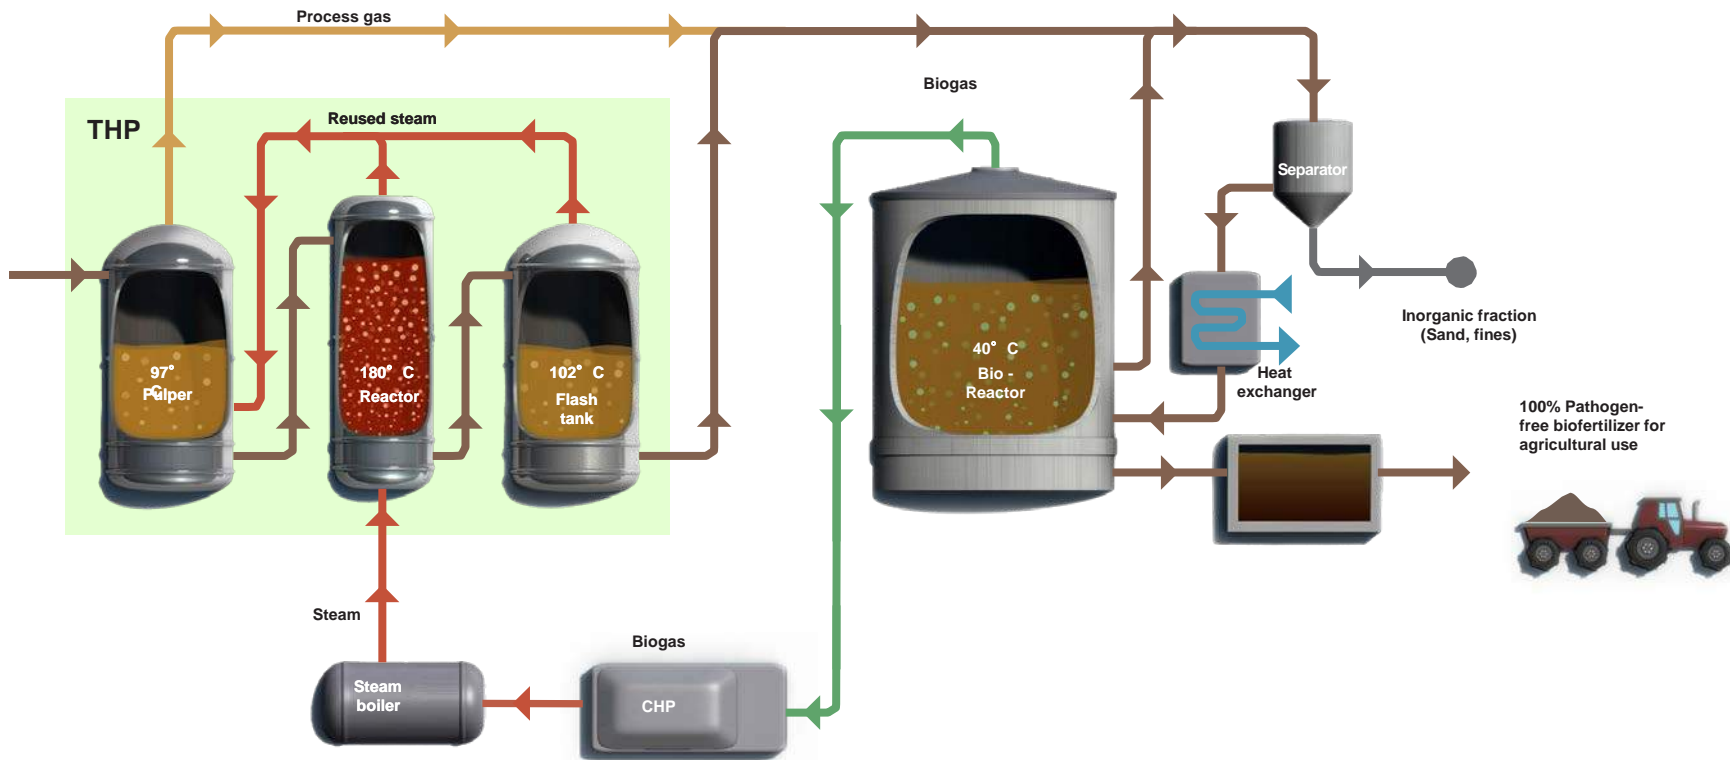 Process gas
Biogas
THP
Reused steam
Separator
97° C
Pulper
180° C
Reactor
102° C
Flash
tank
40° C
Bio -
Reactor
Inorganic fraction
(Sand, fines)
Heat
exchanger
100% Pathogen-
free biofertilizer for
agricultural use
Steam
Biogas
Steam
boiler
CHP